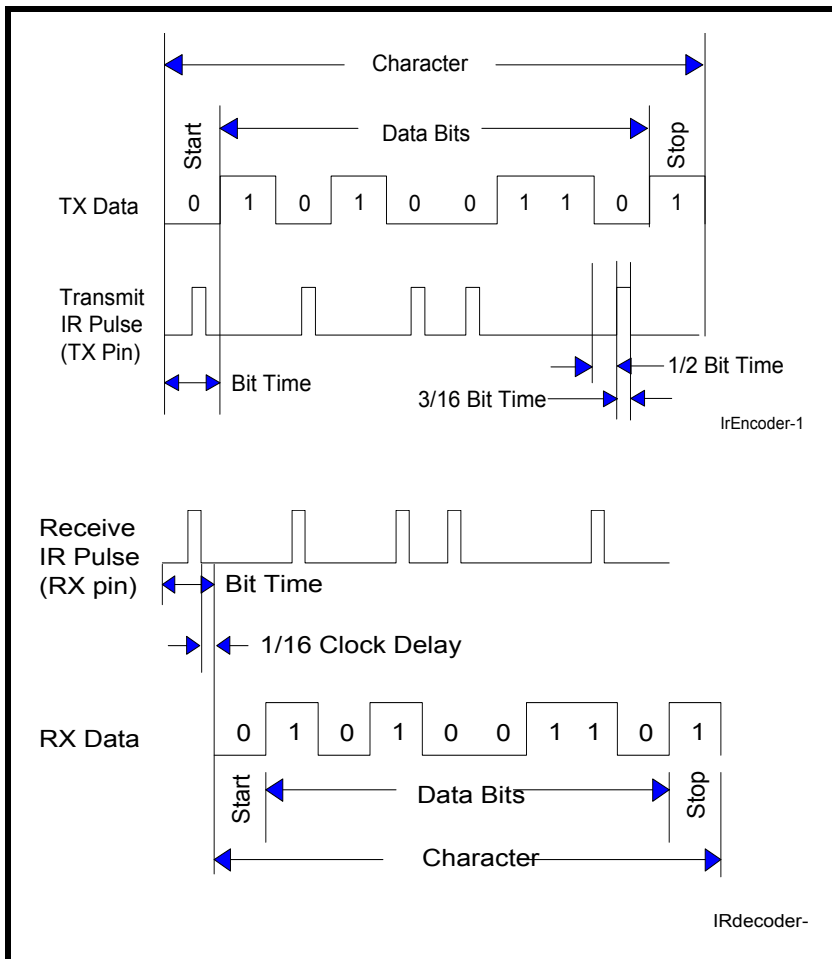 Character
Start
Data Bits
Stop
TX Data
0 1 0 1 0 0 1 1 0 1
Transmit
IR Pulse
(TX Pin)
Bit Time
1/2 Bit Time
3/16 Bit Time
IrEncoder-1
Receive
IR Pulse
(RX pin)
Bit Time
1/16 Clock Delay
RX Data
0 1 0 1 0 0 1 1 0 1
Start
Data Bits
Stop
Character
IRdecoder-